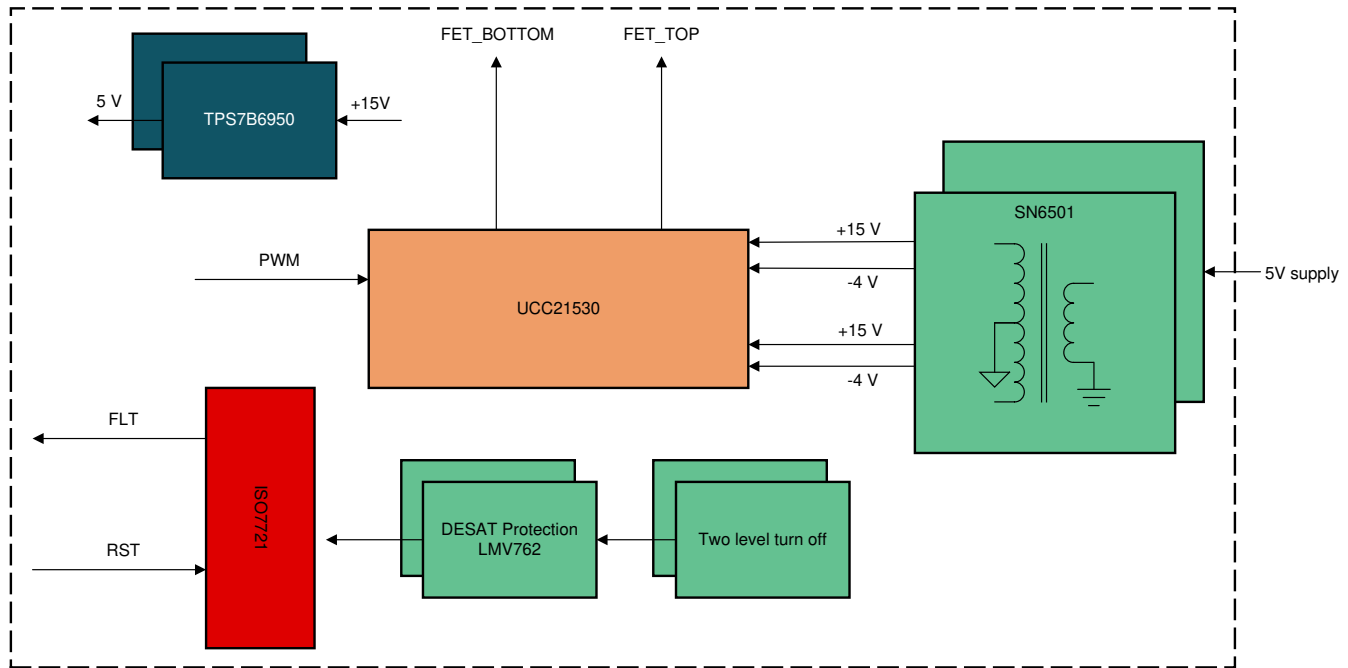 FET_BOTTOM
FET_TOP
5 V
TPS7B6950
+15V
SN6501
+15 V
-4 V
+15 V
-4 V
5V supply
PWM
UCC21530
FLT
RST
ISO7721
DESAT Protection
LMV762
Two level turn off